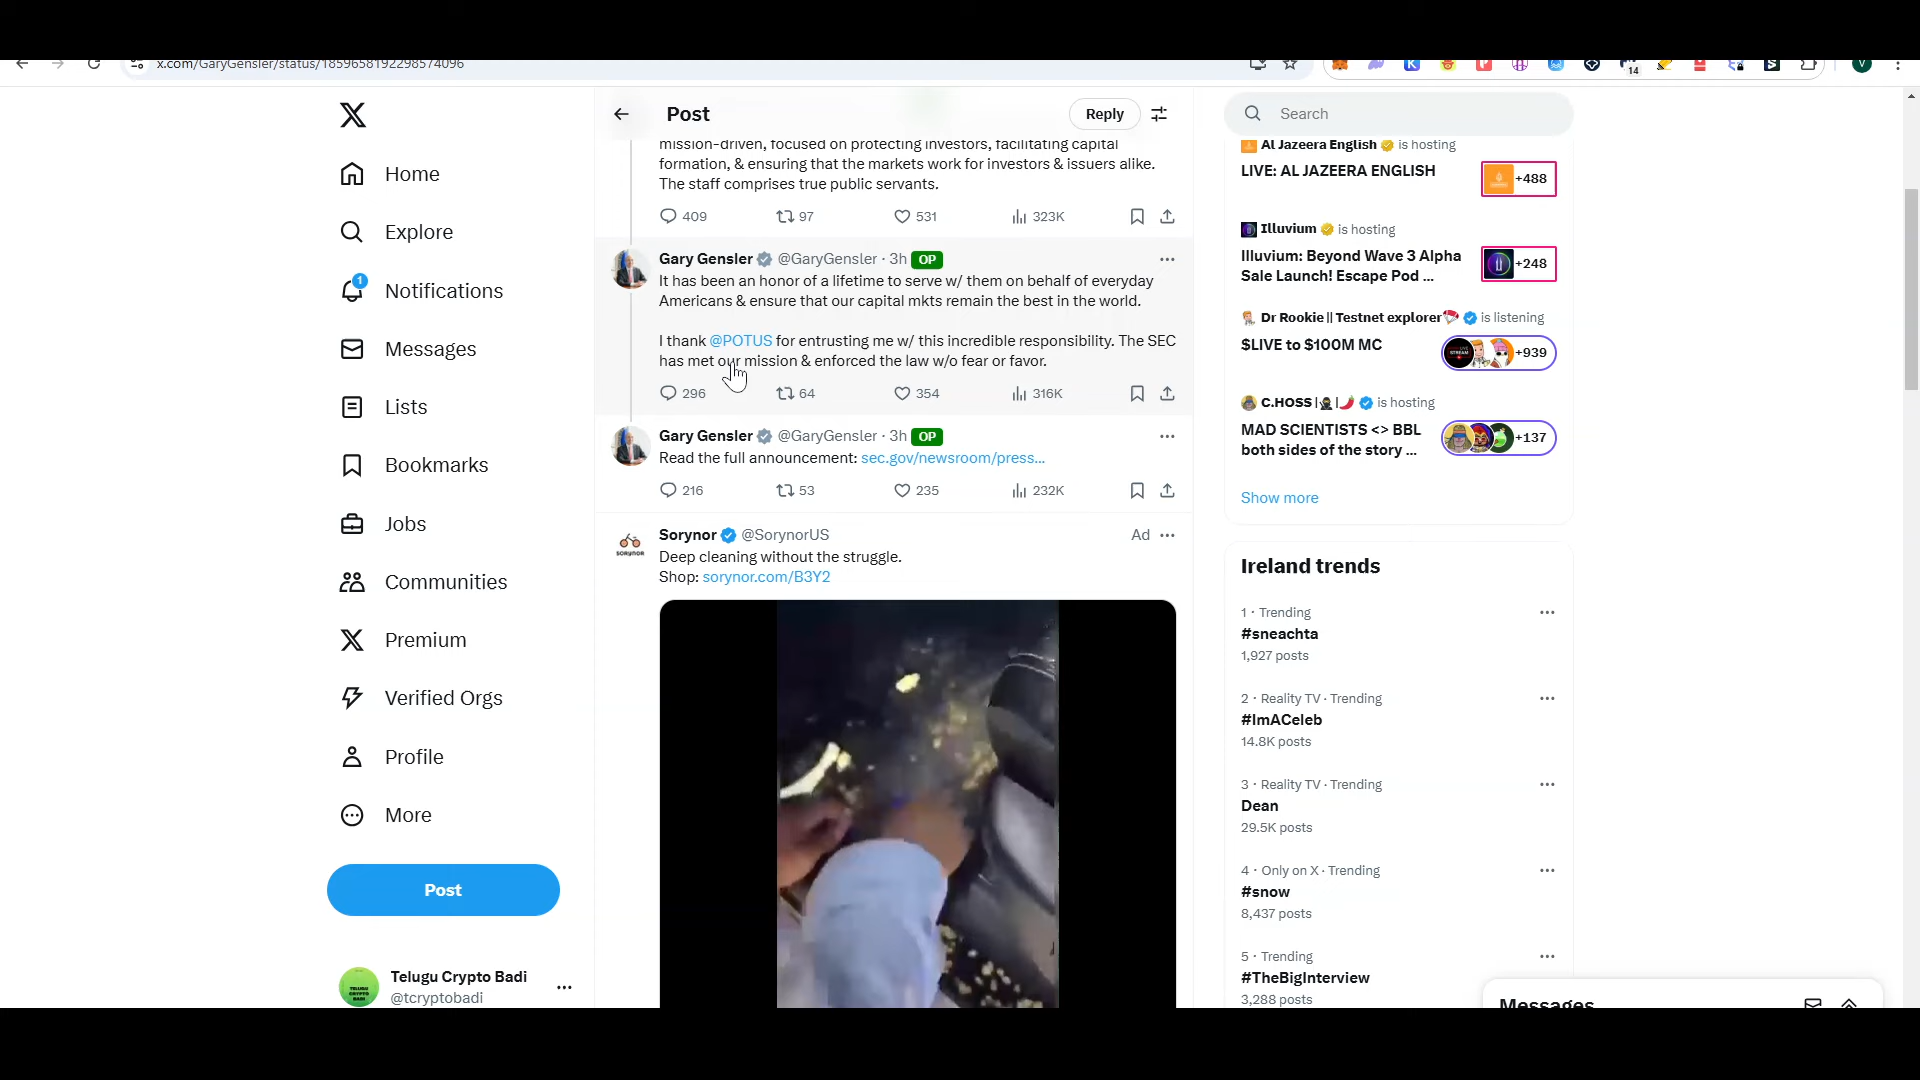 x.com/GaryGensler/status/1859658192298574096
14
V
Home
Explore
1
Notifications
Messages
Lists
Bookmarks
Jobs
Communities
Premium
Verified Orgs
Profile
More
Post
Telugu Crypto Badi
@tcryptobadi
Post
Reply
mission-driven, focused on protecting investors, facilitating capital
formation, & ensuring that the markets work for investors & issuers alike.
The staff comprises true public servants.
409 97 531 323K
Gary Gensler @GaryGensler · 3h OP
It has been an honor of a lifetime to serve w/ them on behalf of everyday
Americans & ensure that our capital mkts remain the best in the world.
I thank @POTUS for entrusting me w/ this incredible responsibility. The SEC
has met our mission & enforced the law w/o fear or favor.
296 64 354 316K
Gary Gensler @GaryGensler · 3h OP
Read the full announcement: sec.gov/newsroom/press...
216 53 235 232K
SORYNOR
Sorynor @SorynorUS Ad
Deep cleaning without the struggle.
Shop: sorynor.com/B3Y2
Search
Al Jazeera English is hosting
LIVE: AL JAZEERA ENGLISH
+488
Illuvium is hosting
Illuvium: Beyond Wave 3 Alpha
Sale Launch! Escape Pod ...
+248
Dr Rookie || Testnet explorer is listening
$LIVE to $100M MC
+939
C.HOSS | | is hosting
MAD SCIENTISTS <> BBL
both sides of the story ...
+137
Show more
Ireland trends
1 · Trending
#sneachta
1,927 posts
2 · Reality TV · Trending
#ImACeleb
14.8K posts
3 · Reality TV · Trending
Dean
29.5K posts
4 · Only on X · Trending
#snow
8,437 posts
5 · Trending
#TheBigInterview
3,288 posts
Messages